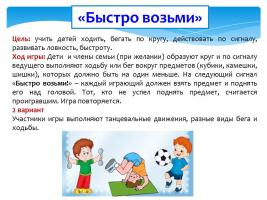 «Быстро возьми»
Цель: учить детей ходить, бегать по кругу, действовать по сигналу,
развивать ловкость, быстроту.
Ход игры: Дети и члены семьи (при желании) образуют круг и по сигналу
ведущего выполняют ходьбу или бег вокруг предметов (кубики, камешки,
шишки), которых должно быть на один меньше. На следующий сигнал
«Быстро возьми!» – каждый играющий должен взять предмет и поднять
его над головой. Тот, кто не успел поднять предмет, считается
проигравшим. Игра повторяется.
2 вариант
Участники игры выполняют танцевальные движения, разные виды бега и
ходьбы.